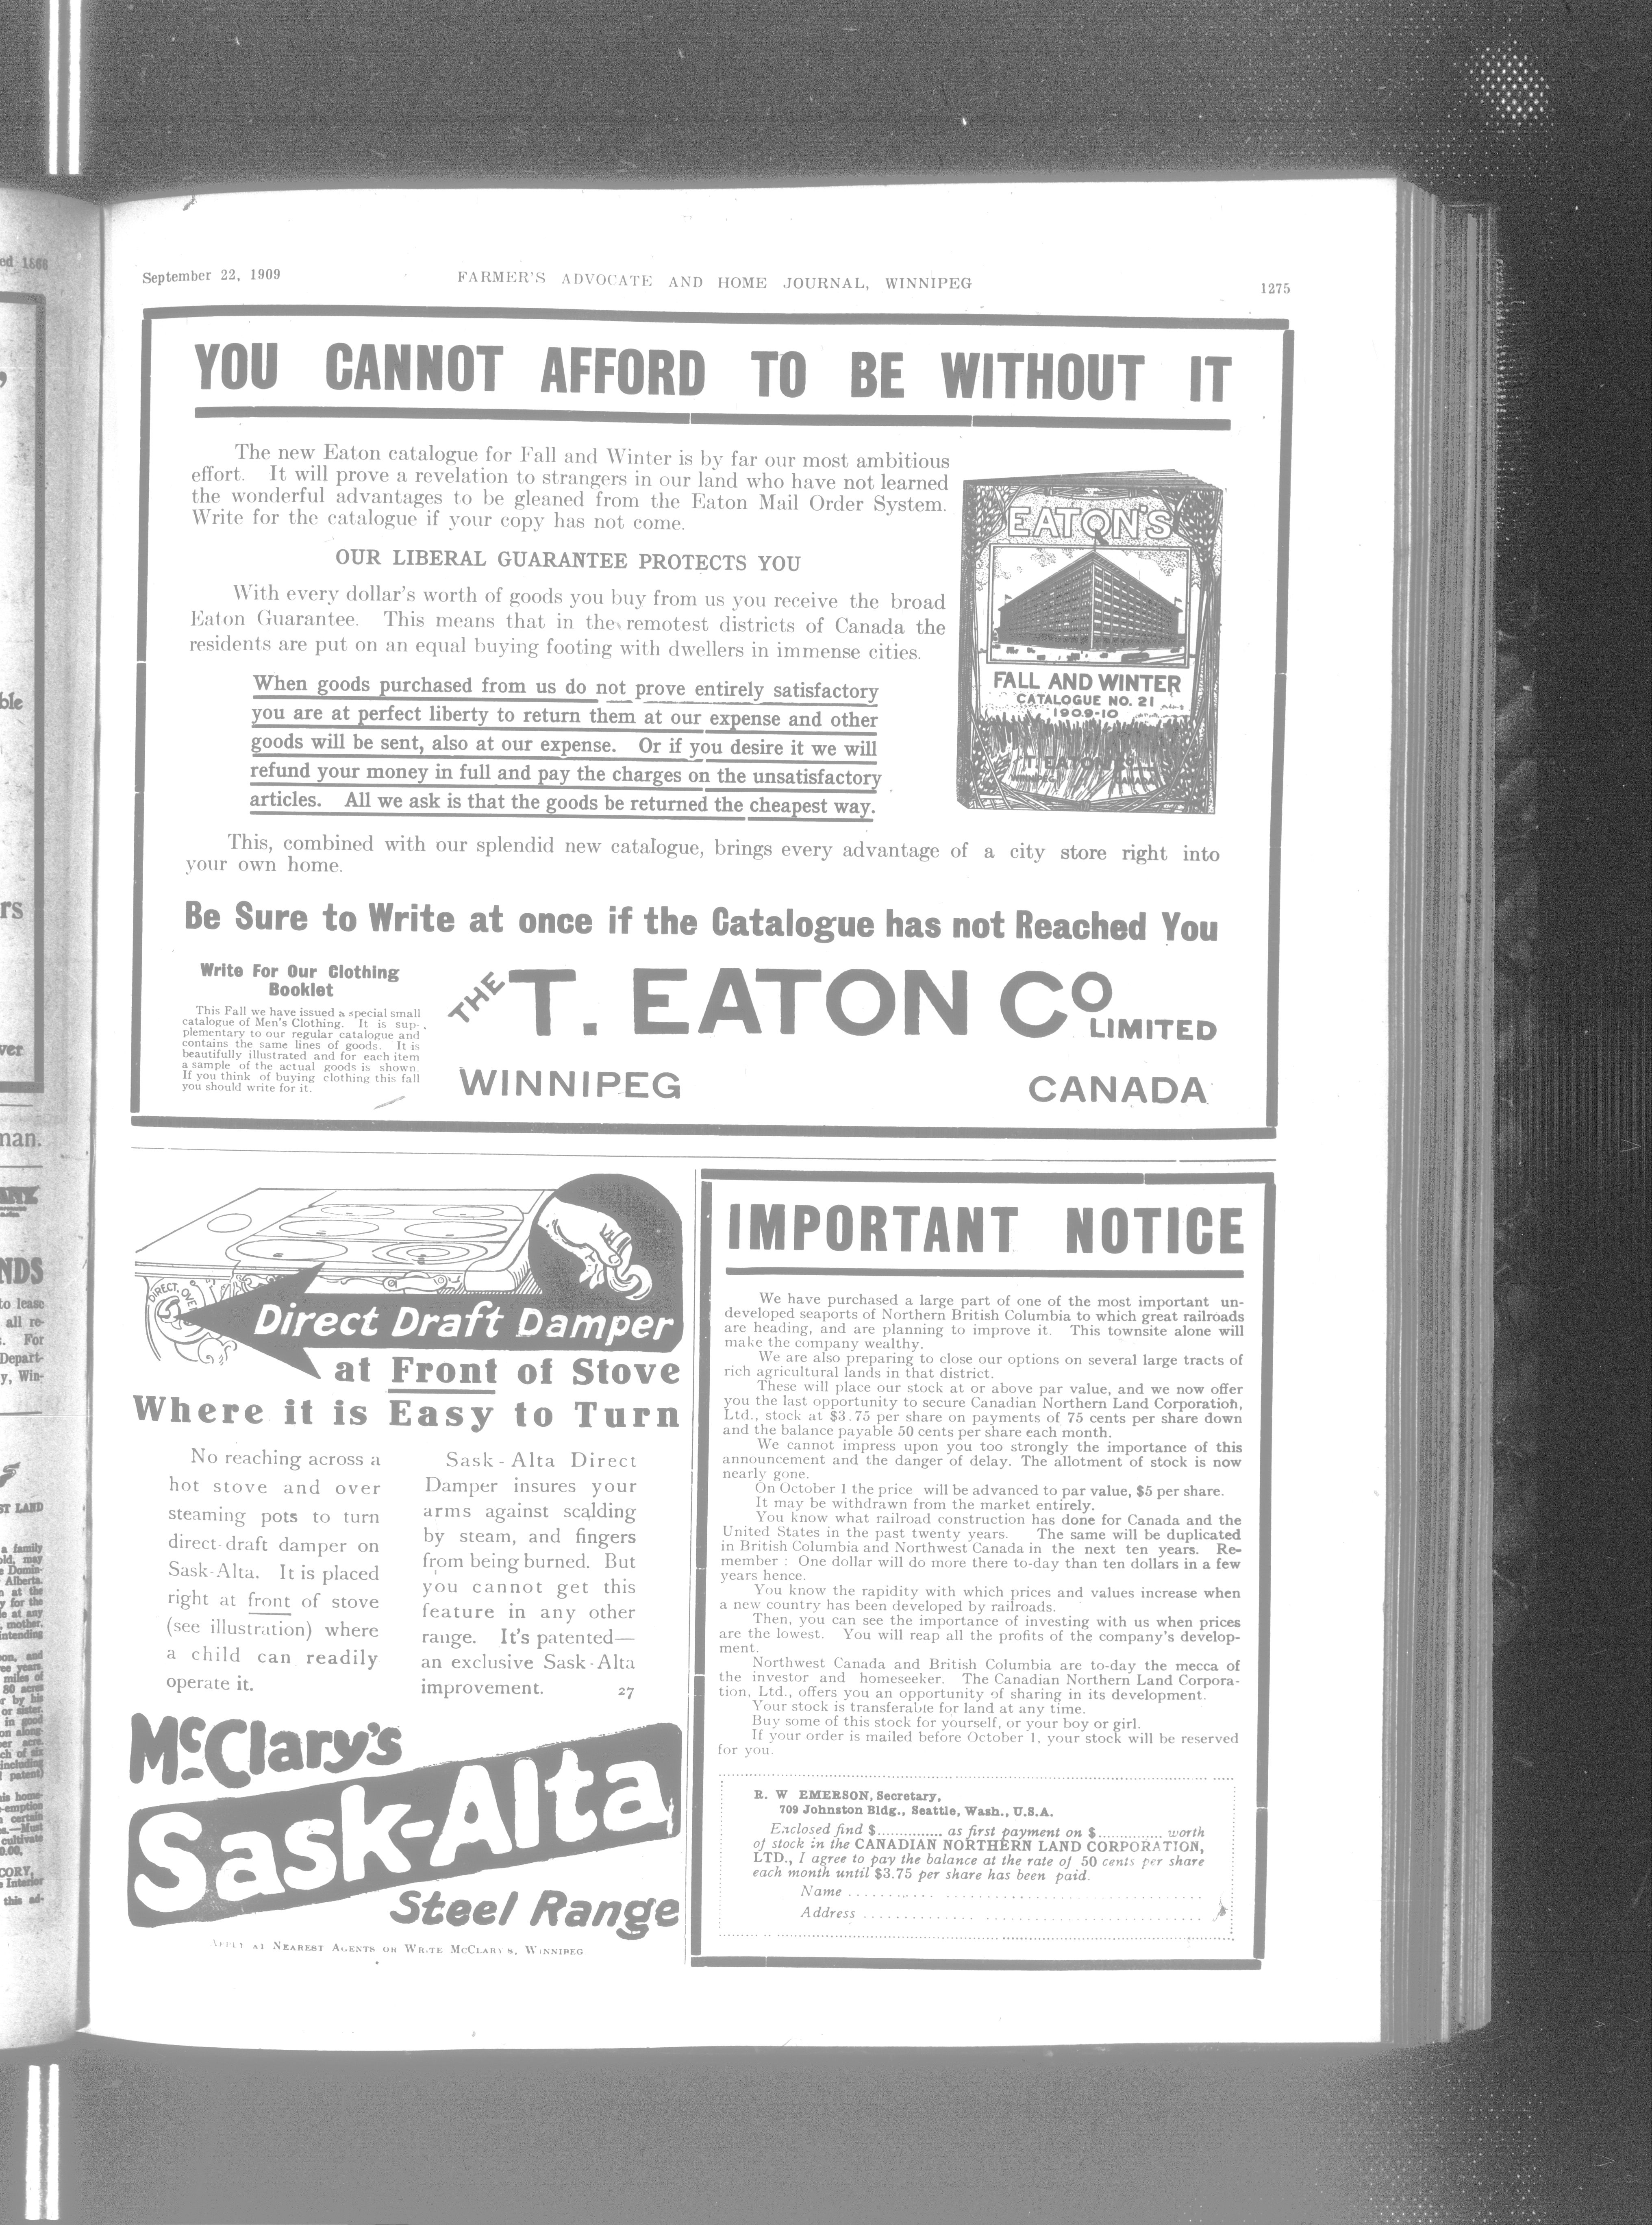 September 22, 1909
FARMER'S ADVOCATE AND HOME JOURNAL, WINNIPEG
1275
YOU CANNOT AFFORD TO BE WITHOUT IT
The new Eaton catalogue for Fall and Winter is by far our most ambitious
effort. It will prove a revelation to strangers in our land who have not learned
the wonderful advantages to be gleaned from the Eaton Mail Order System.
Write for the catalogue if your copy has not come.
OUR LIBERAL GUARANTEE PROTECTS YOU
With every dollar's worth of goods you buy from us you receive the broad
Eaton Guarantee. This means that in the remotest districts of Canada the
residents are put on an equal buying footing with dwellers in immense cities.
When goods purchased from us do not prove entirely satisfactory
you are at perfect liberty to return them at our expense and other
goods will be sent, also at our expense. Or if you desire it we will
refund your money in full and pay the charges on the unsatisfactory
articles. All we ask is that the goods be returned the cheapest way.
EATON'S
FALL AND WINTER
CATALOGUE NO. 21
1909-10
T. EATON Co
WINNIPEG CANADA
This, combined with our splendid new catalogue, brings every advantage of a city store right into
your own home.
Be Sure to Write at once if the Catalogue has not Reached You
Write For Our Clothing
Booklet
This Fall we have issued a special small
catalogue of Men's Clothing. It is sup-
plementary to our regular catalogue and
contains the same lines of goods. It is
beautifully illustrated and for each item
a sample of the actual goods is shown.
If you think of buying clothing this fall
you should write for it.
THE T. EATON Co LIMITED
WINNIPEG CANADA
DIRECT. OVE
Direct Draft Damper
at Front of Stove
Where it is Easy to Turn
No reaching across a
hot stove and over
steaming pots to turn
direct-draft damper on
Sask-Alta. It is placed
right at front of stove
(see illustration) where
a child can readily
operate it.
Sask-Alta Direct
Damper insures your
arms against scalding
by steam, and fingers
from being burned. But
you cannot get this
feature in any other
range. It's patented—
an exclusive Sask-Alta
improvement. 27
McClary's
Sask-Alta
Steel Range
APPLY AT NEAREST AGENTS OR WRITE MCCLARY'S, WINNIPEG
IMPORTANT NOTICE
We have purchased a large part of one of the most important un-
developed seaports of Northern British Columbia to which great railroads
are heading, and are planning to improve it. This townsite alone will
make the company wealthy.
We are also preparing to close our options on several large tracts of
rich agricultural lands in that district.
These will place our stock at or above par value, and we now offer
you the last opportunity to secure Canadian Northern Land Corporation,
Ltd., stock at $3.75 per share on payments of 75 cents per share down
and the balance payable 50 cents per share each month.
We cannot impress upon you too strongly the importance of this
announcement and the danger of delay. The allotment of stock is now
nearly gone.
On October 1 the price will be advanced to par value, $5 per share.
It may be withdrawn from the market entirely.
You know what railroad construction has done for Canada and the
United States in the past twenty years. The same will be duplicated
in British Columbia and Northwest Canada in the next ten years. Re-
member : One dollar will do more there to-day than ten dollars in a few
years hence.
You know the rapidity with which prices and values increase when
a new country has been developed by railroads.
Then, you can see the importance of investing with us when prices
are the lowest. You will reap all the profits of the company's develop-
ment.
Northwest Canada and British Columbia are to-day the mecca of
the investor and homeseeker. The Canadian Northern Land Corpora-
tion, Ltd., offers you an opportunity of sharing in its development.
Your stock is transferable for land at any time.
Buy some of this stock for yourself, or your boy or girl.
If your order is mailed before October 1, your stock will be reserved
for you.
R. W EMERSON, Secretary,
709 Johnston Bldg., Seattle, Wash., U.S.A.
Enclosed find $............. as first payment on $............. worth
of stock in the CANADIAN NORTHERN LAND CORPORATION,
LTD., I agree to pay the balance at the rate of 50 cents per share
each month until $3.75 per share has been paid.
Name
Address